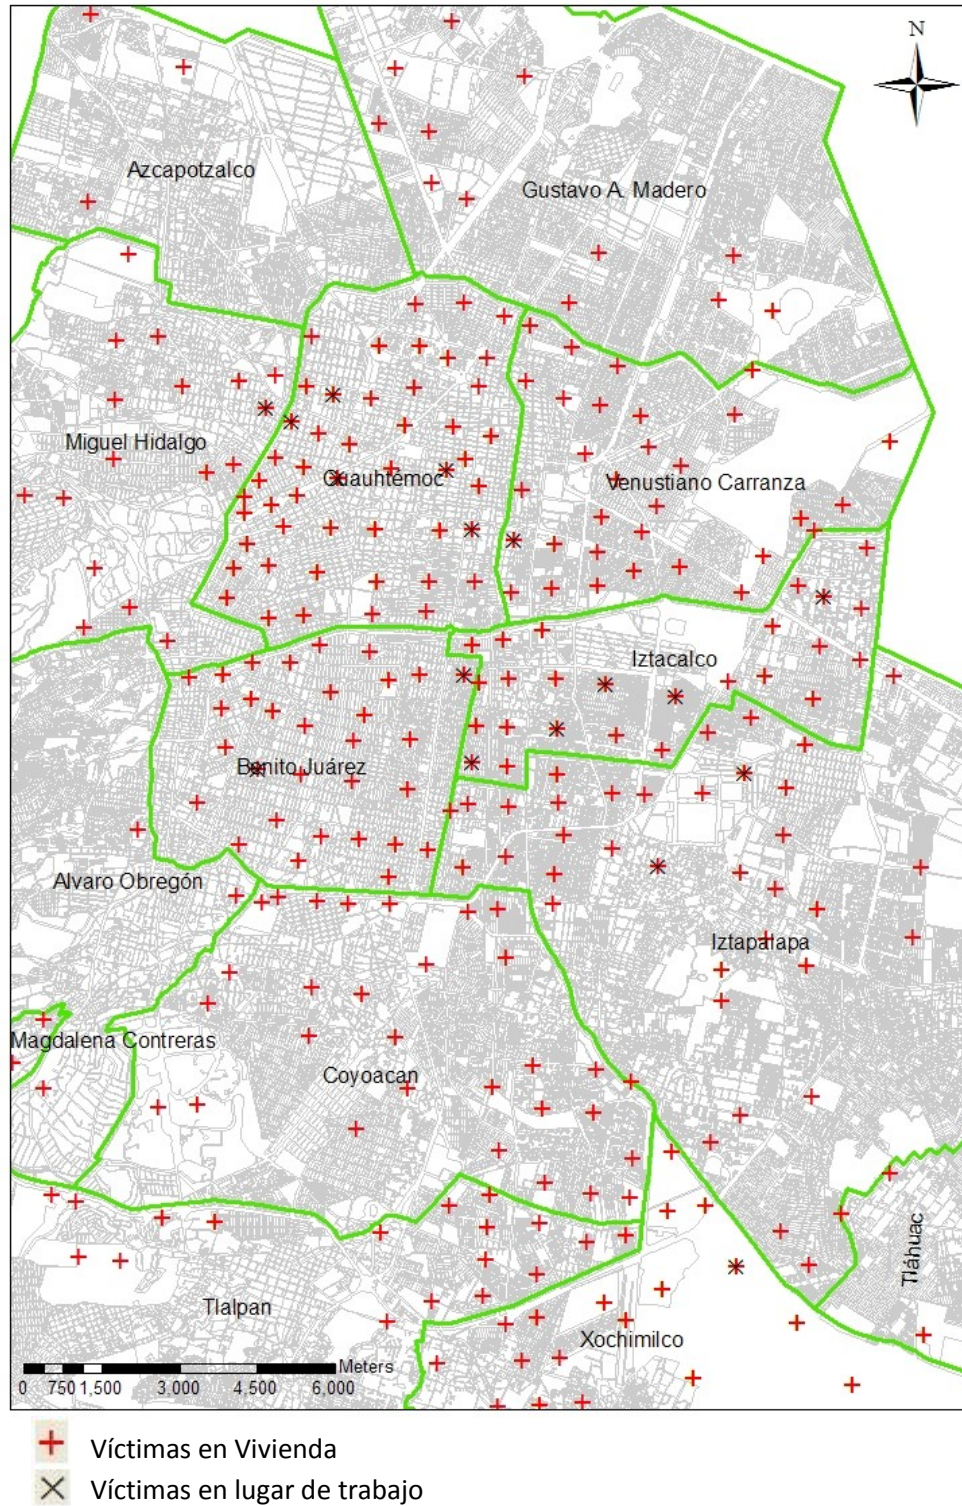 N
Azcapotzalco
Gustavo A. Madero
Miguel Hidalgo
Cuauhtémoc
Venustiano Carranza
Iztacalco
Benito Juárez
Alvaro Obregón
Iztapalapa
Magdalena Contreras
Coyoacan
Tláhuac
Tlalpan
Xochimilco
Meters
0 750 1,500 3 000 4,500 6 000
Víctimas en Vivienda
Víctimas en lugar de trabajo